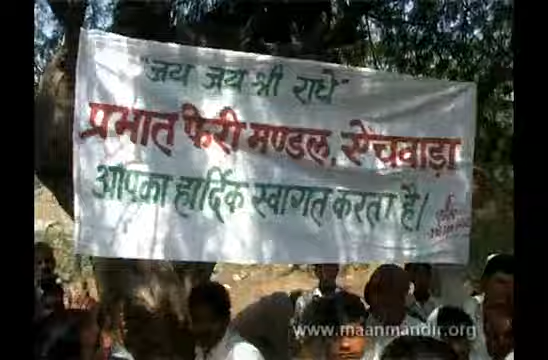 "जय जय श्री राधे"
प्रभात फेरी मण्डल, सेंचवाड़ा
आपका हार्दिक स्वागत करता है।
www.maanmandir.org